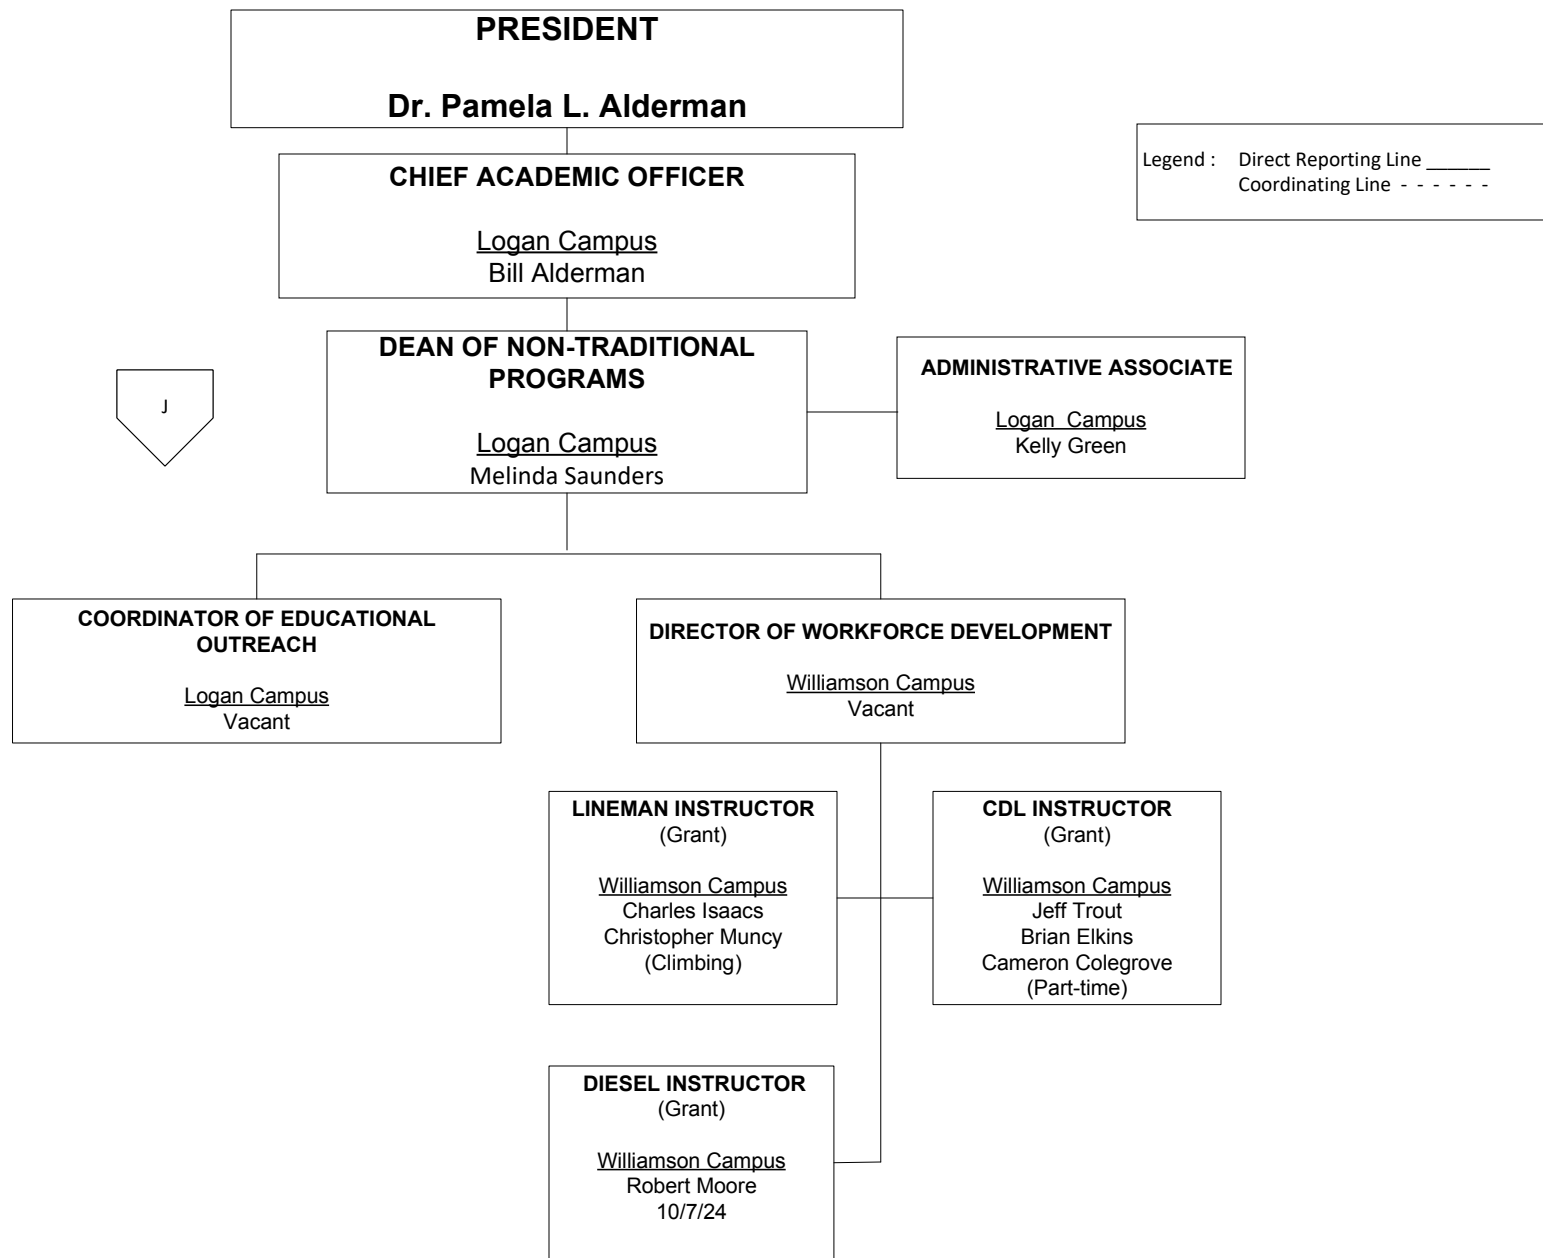 PRESIDENT
Dr. Pamela L. Alderman
CHIEF ACADEMIC OFFICER
Logan Campus
Bill Alderman
Legend : Direct Reporting Line ______
Coordinating Line - - - - - -
DEAN OF NON-TRADITIONAL
PROGRAMS
Logan Campus
Melinda Saunders
ADMINISTRATIVE ASSOCIATE
Logan Campus
Kelly Green
J
COORDINATOR OF EDUCATIONAL
OUTREACH
Logan Campus
Vacant
DIRECTOR OF WORKFORCE DEVELOPMENT
Williamson Campus
Vacant
LINEMAN INSTRUCTOR
(Grant)
Williamson Campus
Charles Isaacs
Christopher Muncy
(Climbing)
CDL INSTRUCTOR
(Grant)
Williamson Campus
Jeff Trout
Brian Elkins
Cameron Colegrove
(Part-time)
DIESEL INSTRUCTOR
(Grant)
Williamson Campus
Robert Moore
10/7/24